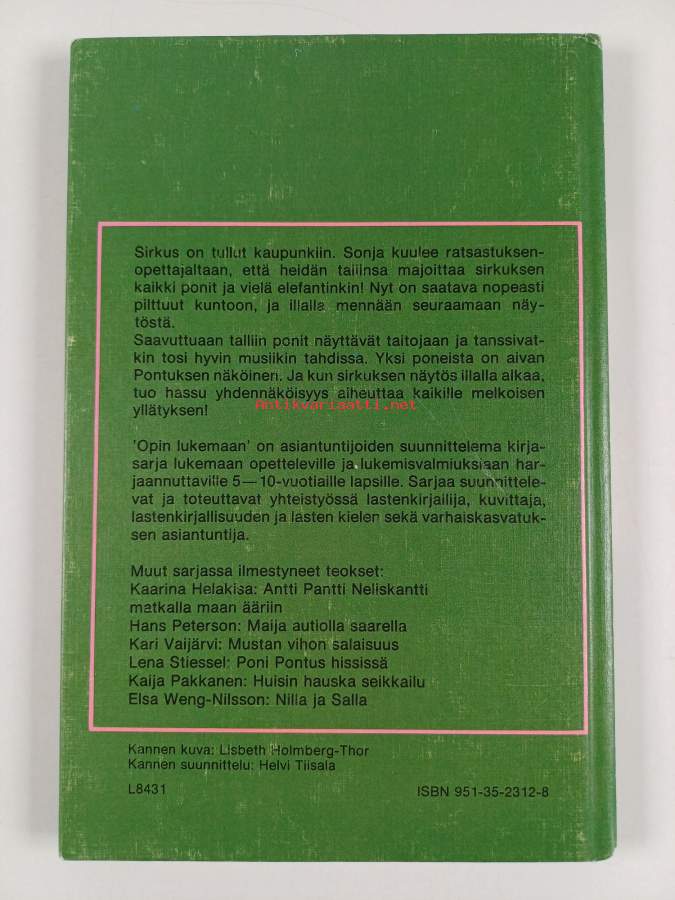 Sirkus on tullut kaupunkiin. Sonja kuulee ratsastuksen-
opettajaltaan, että heidän tallinsa majoittaa sirkuksen
kaikki ponit ja vielä elefantinkin! Nyt on saatava nopeasti
pilttuut kuntoon, ja illalla mennään seuraamaan näy-
töstä.
Saavuttuaan talliin ponit näyttävät taitojaan ja tanssivat-
kin tosi hyvin musiikin tahdissa. Yksi poneista on aivan
Pontuksen näköinen. Ja kun sirkuksen näytös illalla alkaa,
tuo hassu yhdennäköisyys aiheuttaa kaikille melkoisen
yllätyksen!
Antikvariaatti.net
'Opin lukemaan' on asiantuntijoiden suunnittelema kirja-
sarja lukemaan opetteleville ja lukemisvalmiuksiaan har-
jaannuttaville 5—10-vuotiaille lapsille. Sarjaa suunnittele-
vat ja toteuttavat yhteistyössä lastenkirjailija, kuvittaja,
lastenkirjallisuuden ja lasten kielen sekä varhaiskasvatuk-
sen asiantuntija.
Muut sarjassa ilmestyneet teokset:
Kaarina Helakisa: Antti Pantti Neliskantti
matkalla maan ääriin
Hans Peterson: Maija autiolla saarella
Kari Vaijärvi: Mustan vihon salaisuus
Lena Stiessel: Poni Pontus hississä
Kaija Pakkanen: Huisin hauska seikkailu
Elsa Weng-Nilsson: Nilla ja Salla
Kannen kuva: Lisbeth Holmberg-Thor
Kannen suunnittelu: Helvi Tiisala
L8431
ISBN 951-35-2312-8